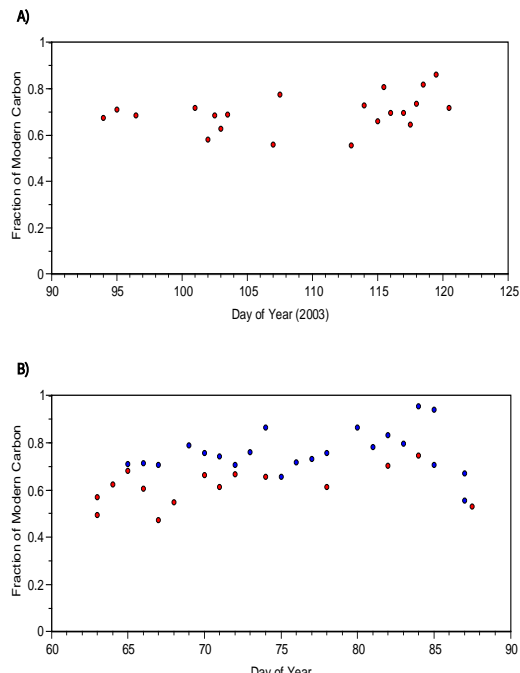 A)
1
0.8
0.6
0.4
0.2
0
Fraction of Modern Carbon
90 95 100 105 110 115 120 125
Day of Year (2003)
B)
1
0.8
0.6
0.4
0.2
0
Fraction of Modern Carbon
60 65 70 75 80 85 90
Day of Year